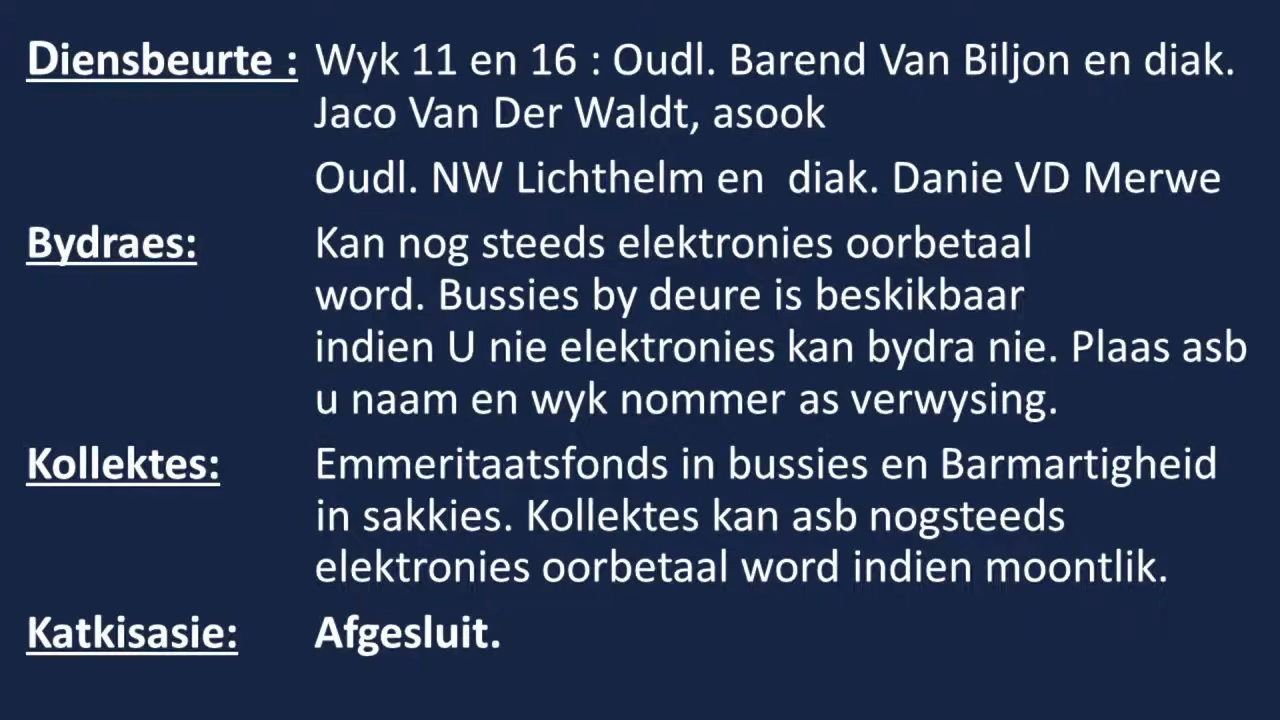 Diensbeurte : Wyk 11 en 16 : Oudl. Barend Van Biljon en diak.
Jaco Van Der Waldt, asook
Oudl. NW Lichthelm en diak. Danie VD Merwe
Bydraes: Kan nog steeds elektronies oorbetaal
word. Bussies by deure is beskikbaar
indien U nie elektronies kan bydra nie. Plaas asb
u naam en wyk nommer as verwysing.
Kollektes: Emmeritaatsfonds in bussies en Barmartigheid
in sakkies. Kollektes kan asb nogsteeds
elektronies oorbetaal word indien moontlik.
Katkisasie: Afgesluit.